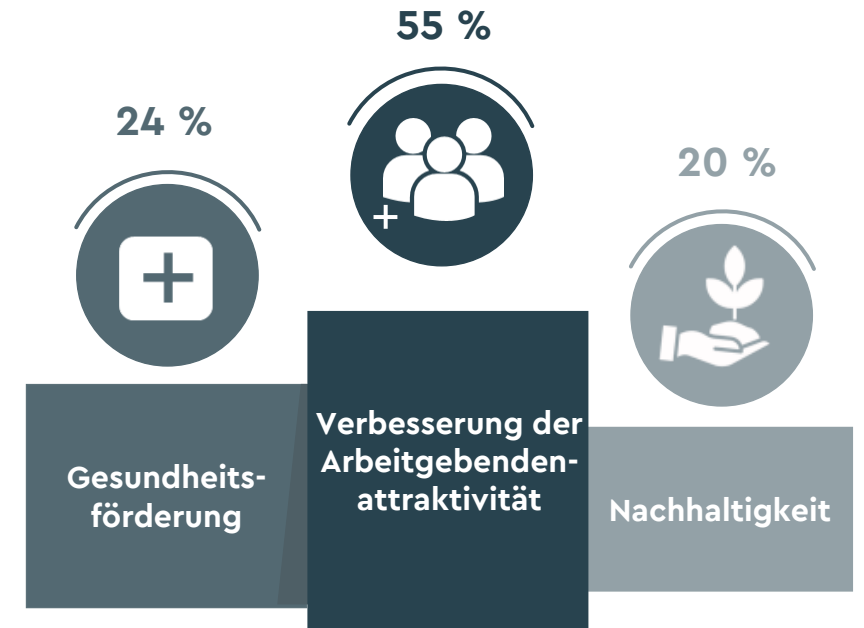 55 %
24 %
20 %
Gesundheits-
förderung
Verbesserung der
Arbeitgebenden-
attraktivität
Nachhaltigkeit